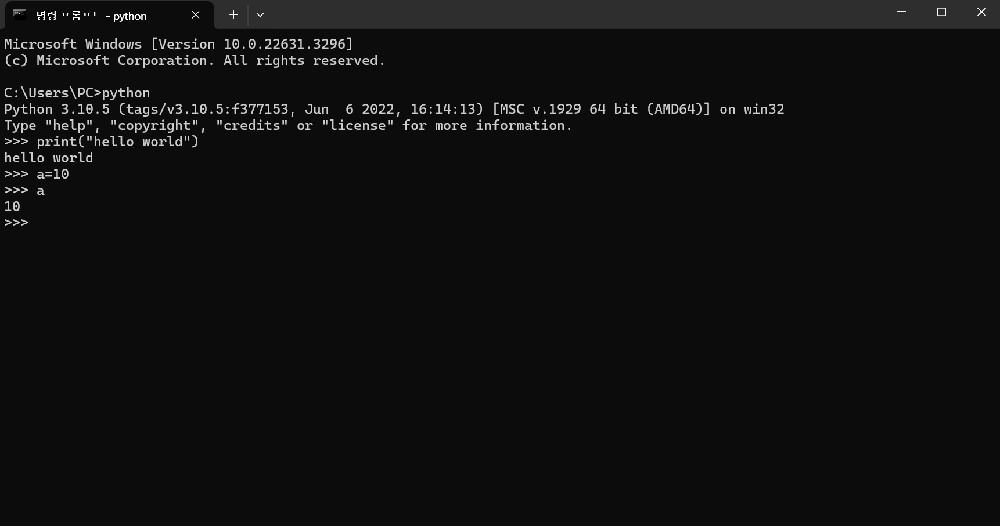 명령 프롬프트 - python
Microsoft Windows [Version 10.0.22631.3296]
(c) Microsoft Corporation. All rights reserved.
C:\Users\PC>python
Python 3.10.5 (tags/v3.10.5:f377153, Jun  6 2022, 16:14:13) [MSC v.1929 64 bit (AMD64)] on win32
Type "help", "copyright", "credits" or "license" for more information.
>>> print("hello world")
hello world
>>> a=10
>>> a
10
>>>